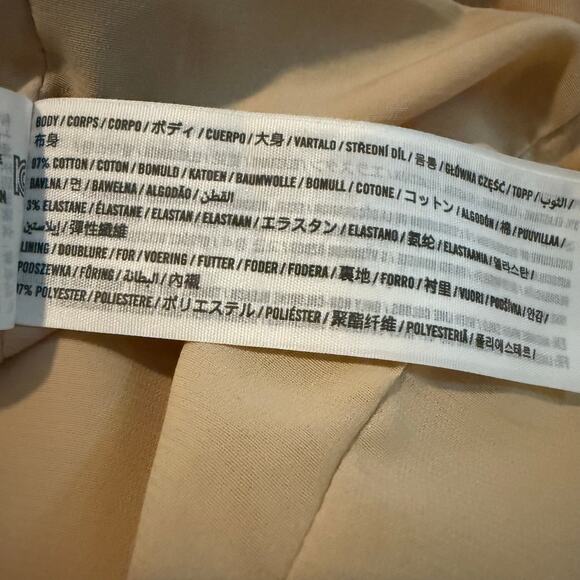 BODY / CORPS / CORPO / ボディ / CUERPO / 大身 / VARTALO / STŘEDNÍ DÍL / 몸통 / GŁÓWNA CZĘŚĆ / TOPP / الثوب /
布身
97% COTTON / COTON / BOMULD / KATOEN / BAUMWOLLE / BOMULL / COTONE / コットン / ALGODÓN / 棉 / PUUVILLAA /
BAVLNA / 면 / BAWEŁNA / ALGODÃO / القطن /
3% ELASTANE / ÉLASTANE / ELASTAN / ELASTAAN / エラスタン / ELASTANO / 氨纶 / ELASTAANIA / 엘라스탄 /
إيلاستين / 彈性纖維
LINING / DOUBLURE / FOR / VOERING / FUTTER / FODER / FODERA / 裏地 / FORRO / 衬里 / VUORI / PODŠÍVKA / 안감 /
PODSZEWKA / FÔRING / البطانة / 內襯
97% POLYESTER / POLIESTERE / ポリエステル / POLIÉSTER / 聚酯纤维 / POLYESTERIÄ / 폴리에스테르 /